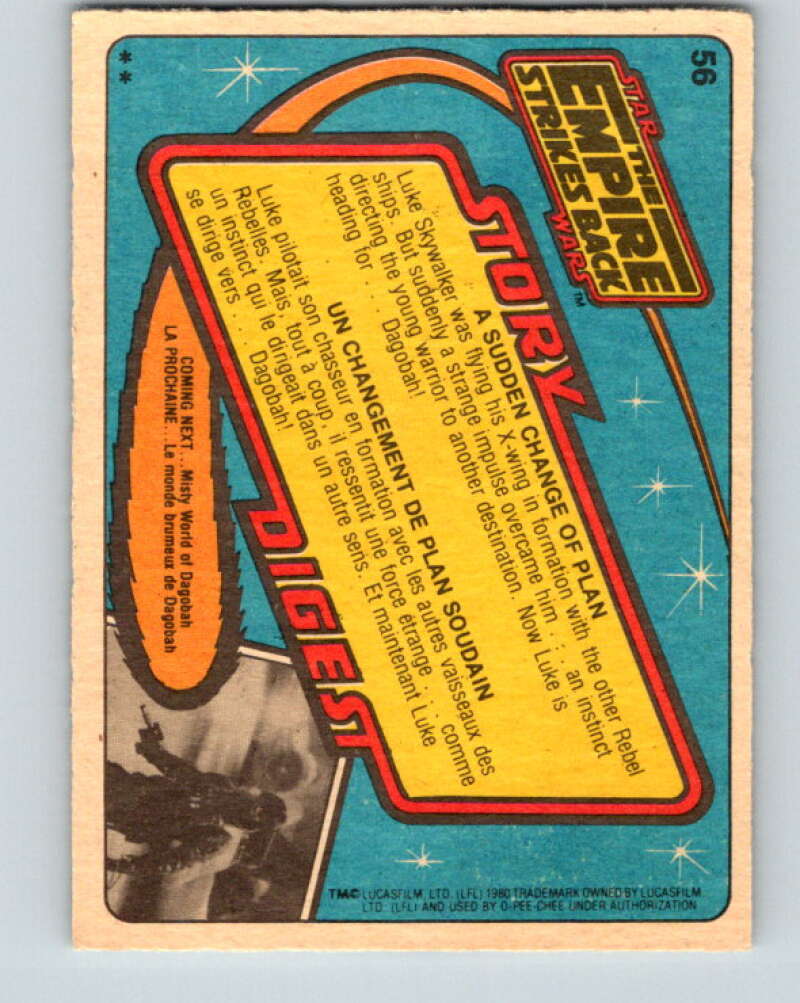 56
STAR
THE
EMPIRE
STRIKES BACK
WARS™
STORY
A SUDDEN CHANGE OF PLAN
Luke Skywalker was flying his X-wing in formation with the other Rebel
ships. But suddenly a strange impulse overcame him . . . an instinct
directing the young warrior to another destination. Now Luke is
heading for . . . Dagobah!
UN CHANGEMENT DE PLAN SOUDAIN
Luke pilotait son chasseur en formation avec les autres vaisseaux des
Rebelles. Mais, tout à coup, il ressentit une force étrange . . . comme
un instinct qui le dirigeait dans un autre sens. Et maintenant Luke
se dirige vers . . . Dagobah!
DIGEST
COMING NEXT... Misty World of Dagobah
LA PROCHAINE... Le monde brumeux de Dagobah
**
TM© LUCASFILM, LTD. (LFL) 1980 TRADEMARK OWNED BY LUCASFILM
LTD. (LFL) AND USED BY O-PEE-CHEE UNDER AUTHORIZATION